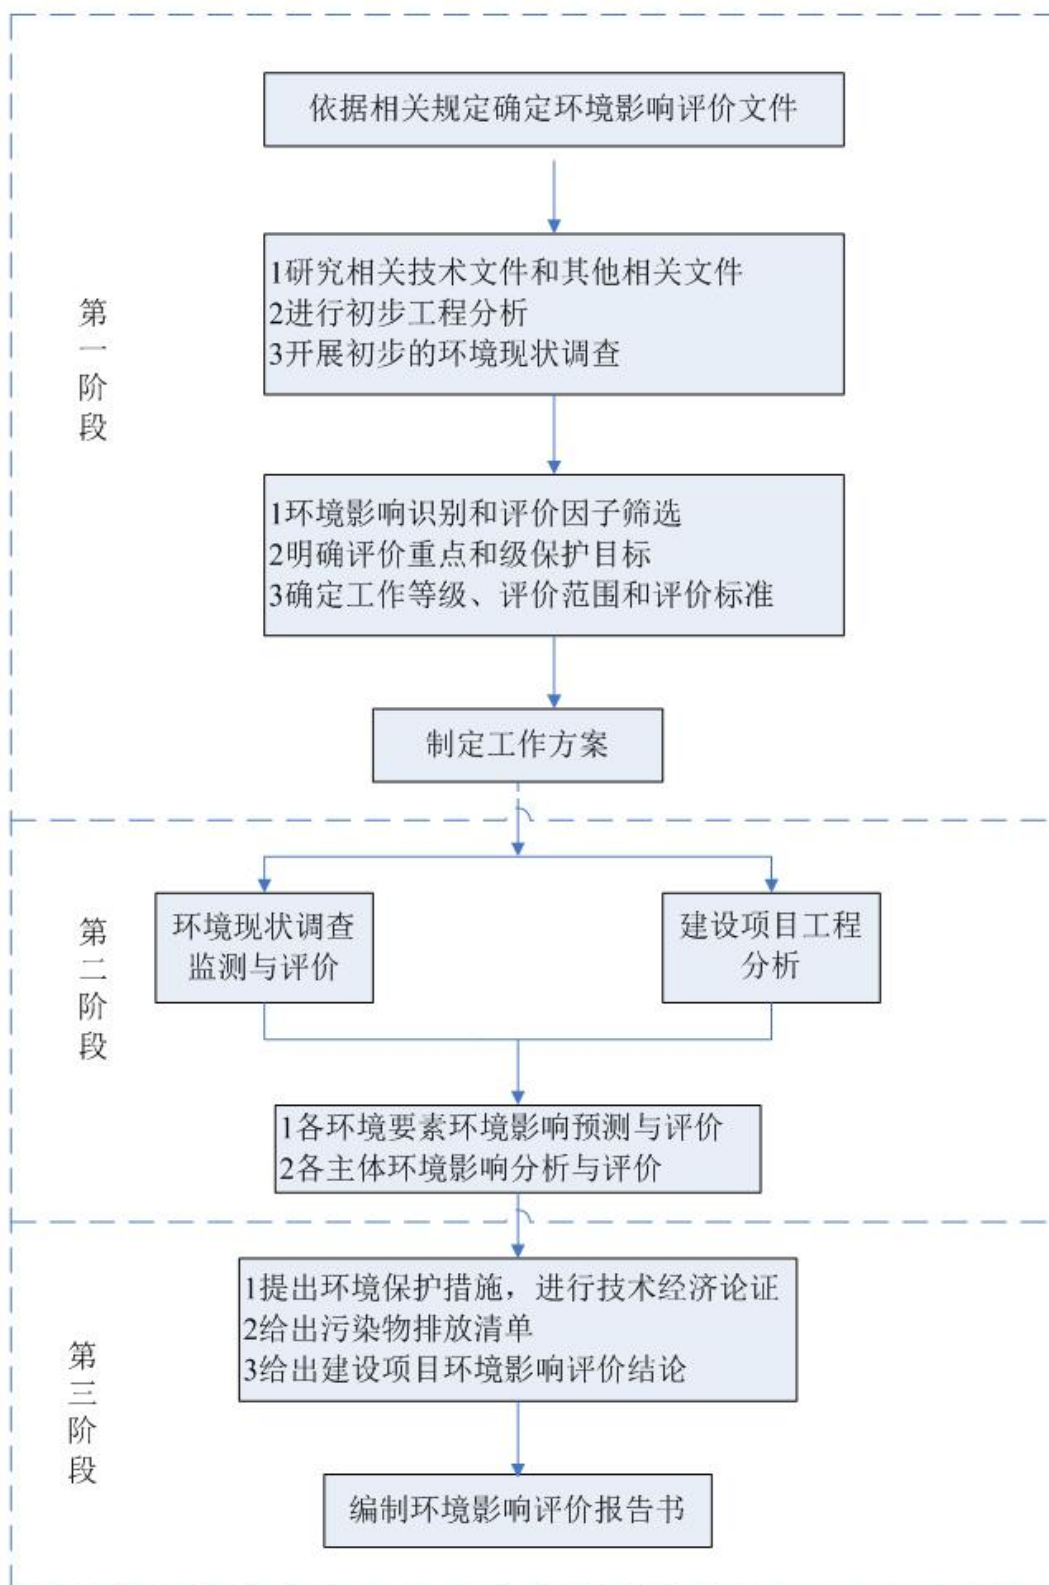 依据相关规定确定环境影响评价文件
1研究相关技术文件和其他相关文件
2进行初步工程分析
3开展初步的环境现状调查
第一阶段
1环境影响识别和评价因子筛选
2明确评价重点和级保护目标
3确定工作等级、评价范围和评价标准
制定工作方案
环境现状调查
监测与评价
建设项目工程
分析
第二阶段
1各环境要素环境影响预测与评价
2各主体环境影响分析与评价
1提出环境保护措施，进行技术经济论证
2给出污染物排放清单
3给出建设项目环境影响评价结论
第三阶段
编制环境影响评价报告书